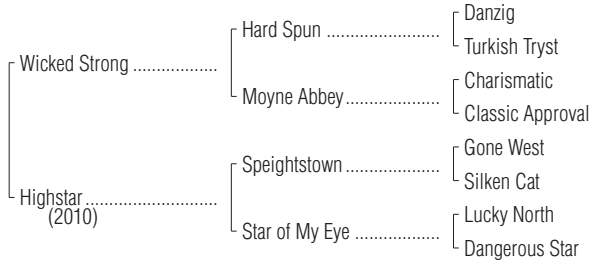 Danzig
Hard Spun ....................
Turkish Tryst
Wicked Strong ...............
Charismatic
Moyne Abbey.................
Classic Approval
Gone West
Speightstown .................
Silken Cat
Highstar .......................
(2010)
Lucky North
Star of My Eye ...............
Dangerous Star